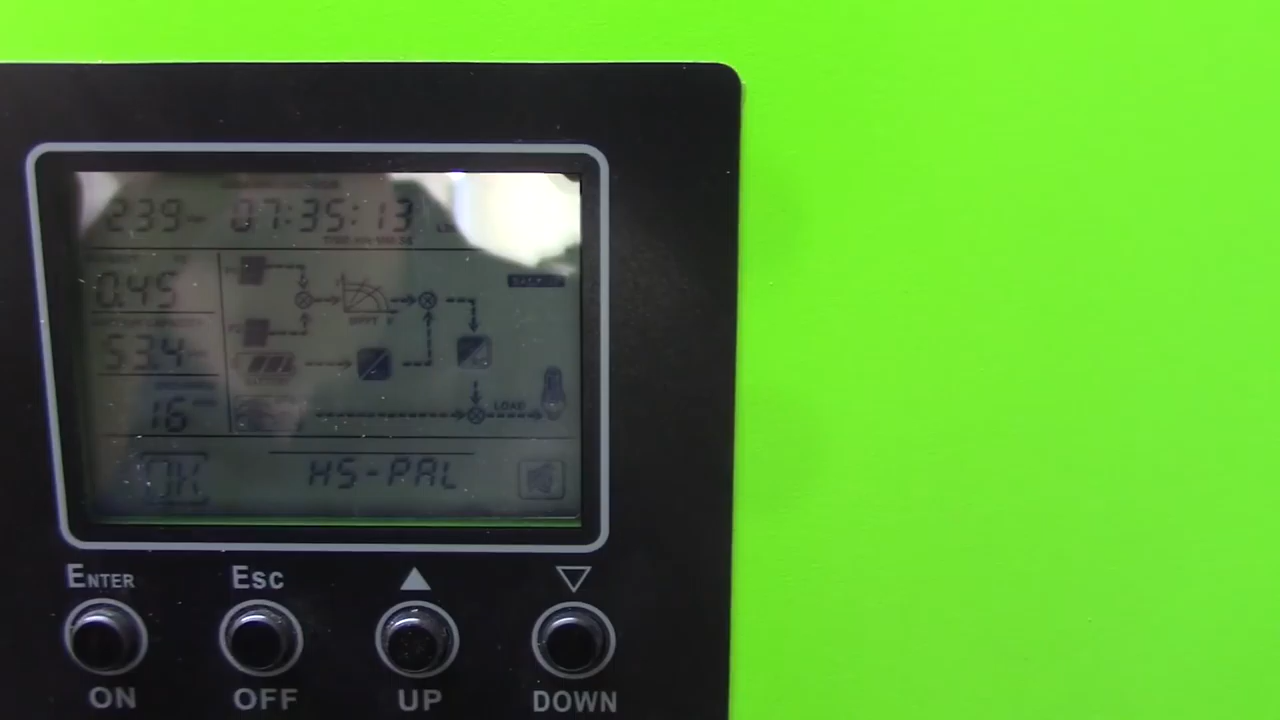 239 07:35:13
0.45
53.4
16
MPPT
LOAD
OK HS-PAL
ENTER ESC
ON OFF UP DOWN